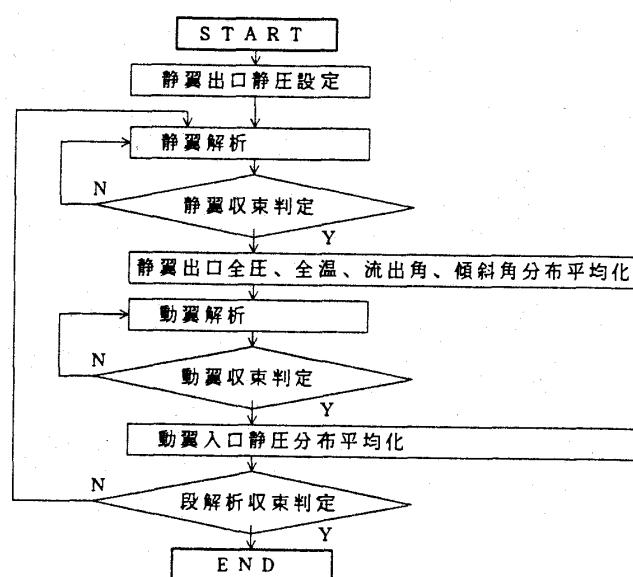 START
静翼出口静圧設定
静翼解析
N
静翼収束判定
Y
静翼出口全圧、全温、流出角、傾斜角分布平均化
動翼解析
N
動翼収束判定
Y
動翼入口静圧分布平均化
N
段解析収束判定
Y
END